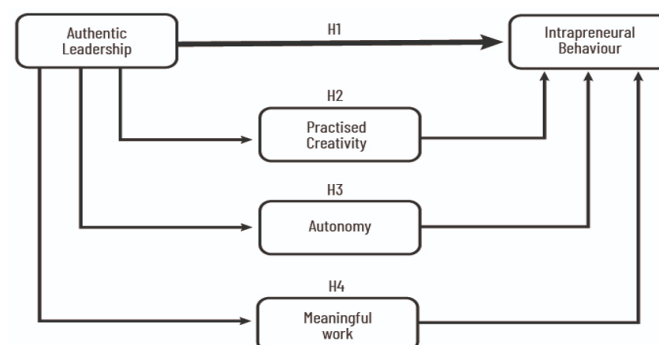 Authentic
Leadership
H1
Intrapreneural
Behaviour
H2
Practised
Creativity
H3
Autonomy
H4
Meaningful
work